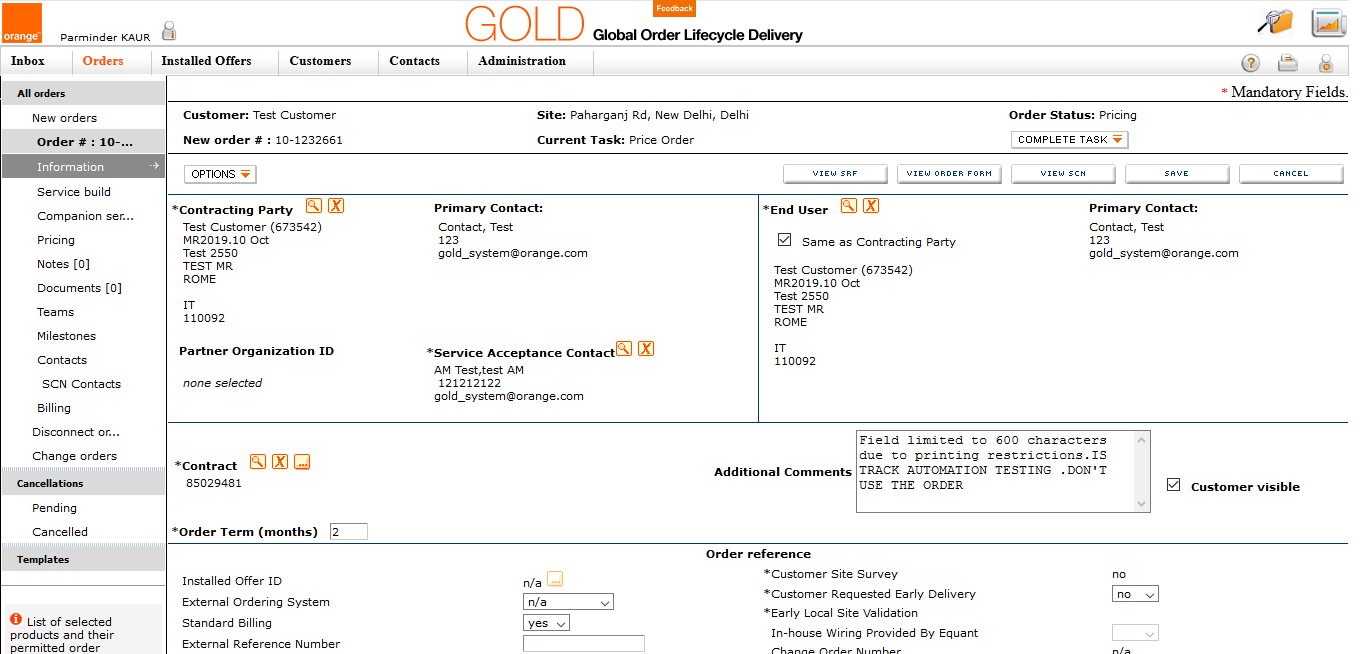 Feedback
orange™
Parminder KAUR
GOLD Global Order Lifecycle Delivery
Inbox Orders Installed Offers Customers Contacts Administration
All orders
New orders
Order # : 10-...
Information
Service build
Companion ser...
Pricing
Notes [0]
Documents [0]
Teams
Milestones
Contacts
SCN Contacts
Billing
Disconnect or...
Change orders
Cancellations
Pending
Cancelled
Templates
List of selected
products and their
permitted order
* Mandatory Fields.
Customer: Test Customer
Site: Paharganj Rd, New Delhi, Delhi
Order Status: Pricing
New order # : 10-1232661
Current Task: Price Order
COMPLETE TASK
OPTIONS
VIEW SRF
VIEW ORDER FORM
VIEW SCN
SAVE
CANCEL
*Contracting Party
Test Customer (673542)
MR2019.10 Oct
Test 2550
TEST MR
ROME
IT
110092
Primary Contact:
Contact, Test
123
gold_system@orange.com
Partner Organization ID
none selected
*Service Acceptance Contact
AM Test,test AM
121212122
gold_system@orange.com
*End User
Same as Contracting Party
Test Customer (673542)
MR2019.10 Oct
Test 2550
TEST MR
ROME
IT
110092
Primary Contact:
Contact, Test
123
gold_system@orange.com
*Contract
85029481
Additional Comments
Field limited to 600 characters
due to printing restrictions.IS
TRACK AUTOMATION TESTING .DON'T
USE THE ORDER
Customer visible
*Order Term (months) 2
Order reference
Installed Offer ID n/a ...
External Ordering System n/a
Standard Billing yes
External Reference Number
*Customer Site Survey no
*Customer Requested Early Delivery no
*Early Local Site Validation
In-house Wiring Provided By Equant
Change Order Number n/a